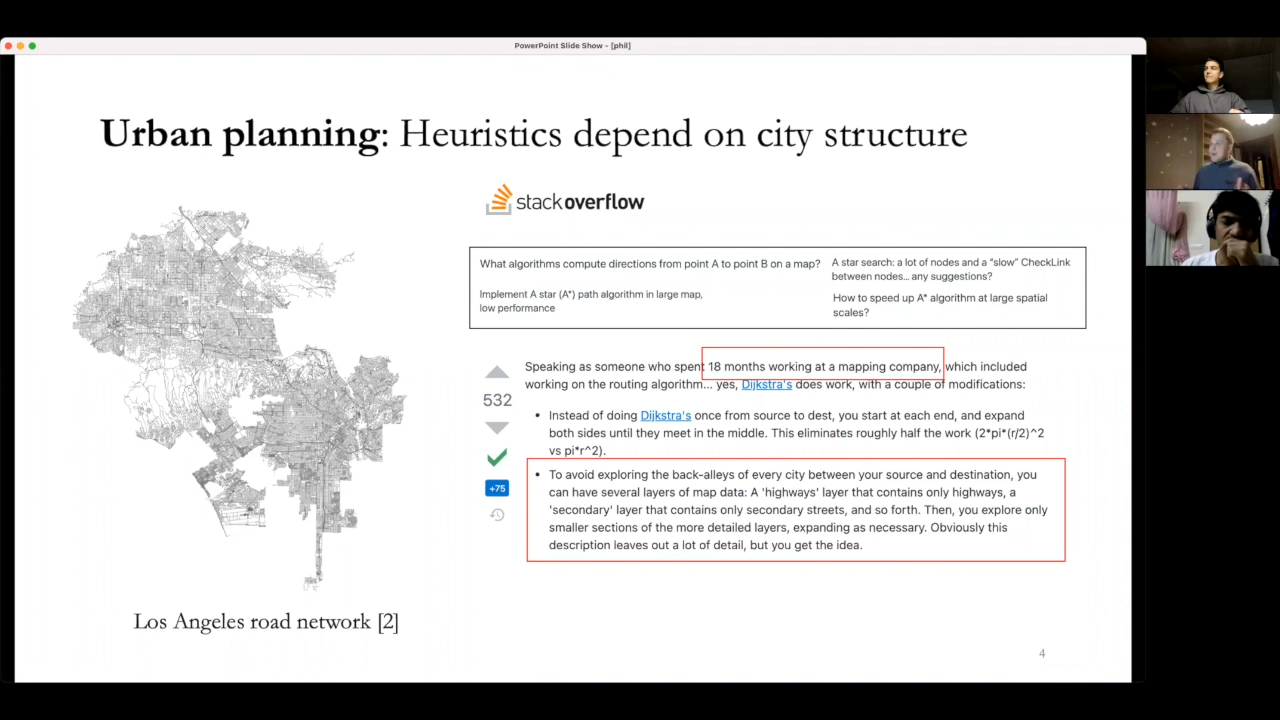 PowerPoint Slide Show - [phil]
Urban planning: Heuristics depend on city structure
stackoverflow
What algorithms compute directions from point A to point B on a map?
A star search: a lot of nodes and a “slow” CheckLink
between nodes... any suggestions?
Implement A star (A*) path algorithm in large map,
low performance
How to speed up A* algorithm at large spatial
scales?
Speaking as someone who spent 18 months working at a mapping company, which included
working on the routing algorithm... yes, Dijkstra's does work, with a couple of modifications:
532
• Instead of doing Dijkstra's once from source to dest, you start at each end, and expand
both sides until they meet in the middle. This eliminates roughly half the work (2*pi*(r/2)^2
vs pi*r^2).
+75
• To avoid exploring the back-alleys of every city between your source and destination, you
can have several layers of map data: A 'highways' layer that contains only highways, a
'secondary' layer that contains only secondary streets, and so forth. Then, you explore only
smaller sections of the more detailed layers, expanding as necessary. Obviously this
description leaves out a lot of detail, but you get the idea.
Los Angeles road network [2]
4